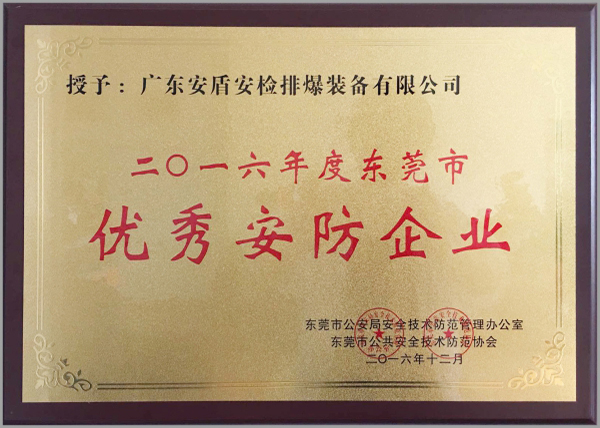 授予：广东安盾安检排爆装备有限公司
二〇一六年度东莞市
优秀安防企业
东莞市公安局安全技术防范管理办公室
东莞市公共安全技术防范协会
二〇一六年十二月